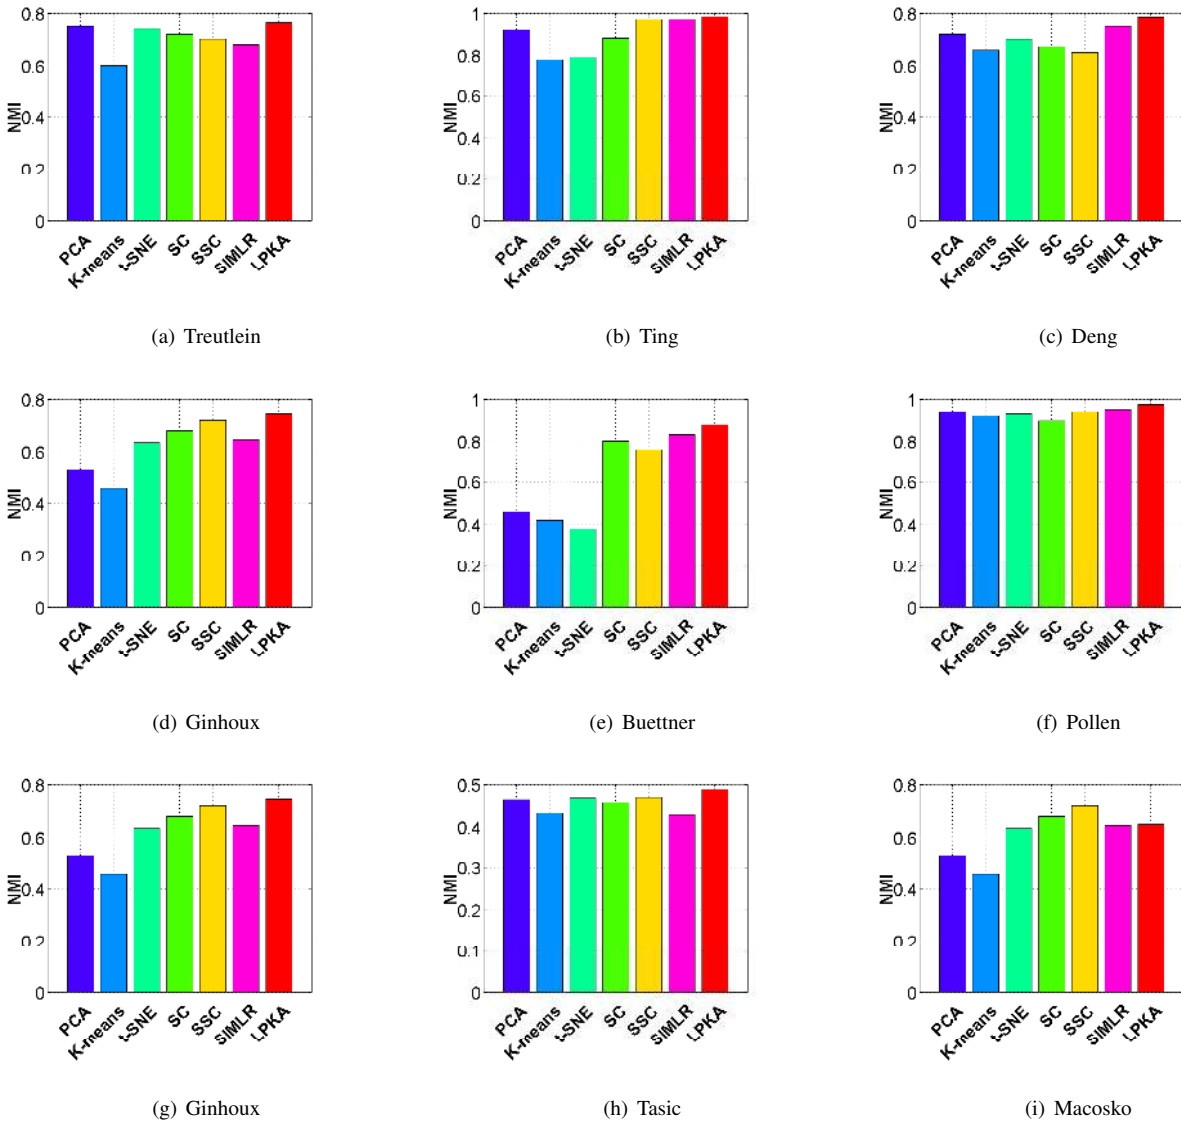 0.8
0.6
0.4
0.2
0
NMI
PCA
K-means
t-SNE
SC
SSC
SIMLR
LPKA
(a) Treutlein
1
0.8
0.6
0.4
0.2
0
NMI
PCA
K-means
t-SNE
SC
SSC
SIMLR
LPKA
(b) Ting
0.8
0.6
0.4
0.2
0
NMI
PCA
K-means
t-SNE
SC
SSC
SIMLR
LPKA
(c) Deng
0.8
0.6
0.4
0.2
0
NMI
PCA
K-means
t-SNE
SC
SSC
SIMLR
LPKA
(d) Ginhoux
1
0.8
0.6
0.4
0.2
0
NMI
PCA
K-means
t-SNE
SC
SSC
SIMLR
LPKA
(e) Buettner
1
0.8
0.6
0.4
0.2
0
NMI
PCA
K-means
t-SNE
SC
SSC
SIMLR
LPKA
(f) Pollen
0.8
0.6
0.4
0.2
0
NMI
PCA
K-means
t-SNE
SC
SSC
SIMLR
LPKA
(g) Ginhoux
0.5
0.4
0.3
0.2
0.1
0
NMI
PCA
K-means
t-SNE
SC
SSC
SIMLR
LPKA
(h) Tasic
0.8
0.6
0.4
0.2
0
NMI
PCA
K-means
t-SNE
SC
SSC
SIMLR
LPKA
(i) Macosko